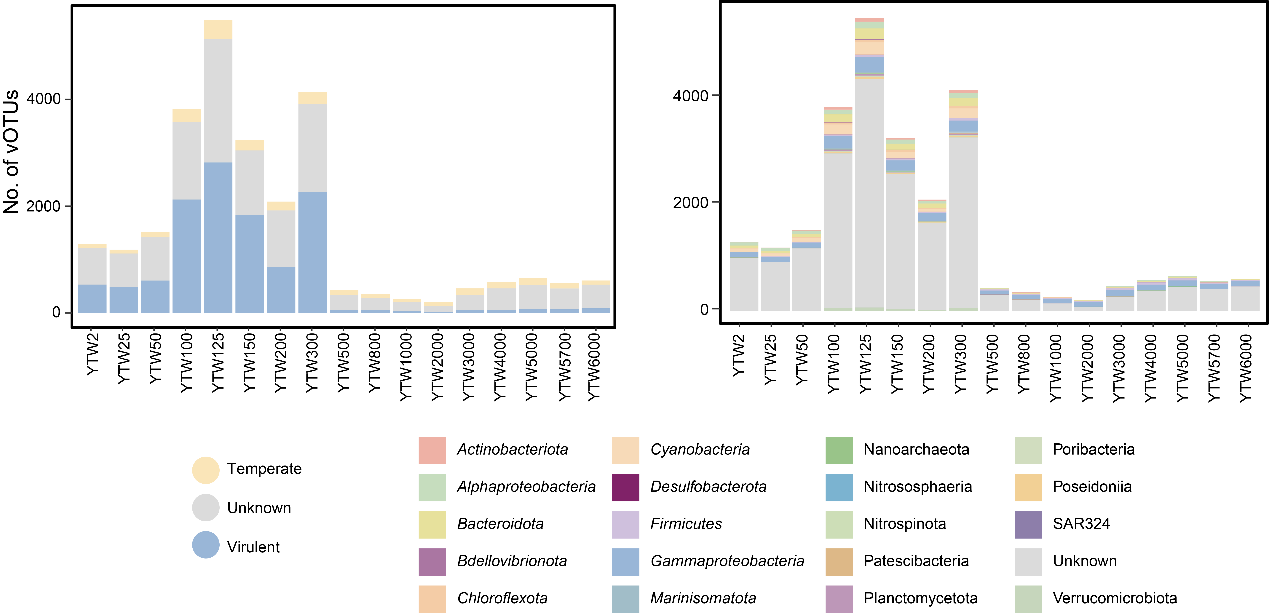 No. of vOTUs
4000
2000
0
YTW2
YTW25
YTW50
YTW100
YTW125
YTW150
YTW200
YTW300
YTW500
YTW800
YTW1000
YTW2000
YTW3000
YTW4000
YTW5000
YTW5700
YTW6000
4000
2000
0
YTW2
YTW25
YTW50
YTW100
YTW125
YTW150
YTW200
YTW300
YTW500
YTW800
YTW1000
YTW2000
YTW3000
YTW4000
YTW5000
YTW5700
YTW6000
Temperate
Unknown
Virulent
Actinobacteriota
Alphaproteobacteria
Bacteroidota
Bdellovibrionota
Chloroflexota
Cyanobacteria
Desulfobacterota
Firmicutes
Gammaproteobacteria
Marinisomatota
Nanoarchaeota
Nitrososphaeria
Nitrospinota
Patescibacteria
Planctomycetota
Poribacteria
Poseidoniia
SAR324
Unknown
Verrucomicrobiota